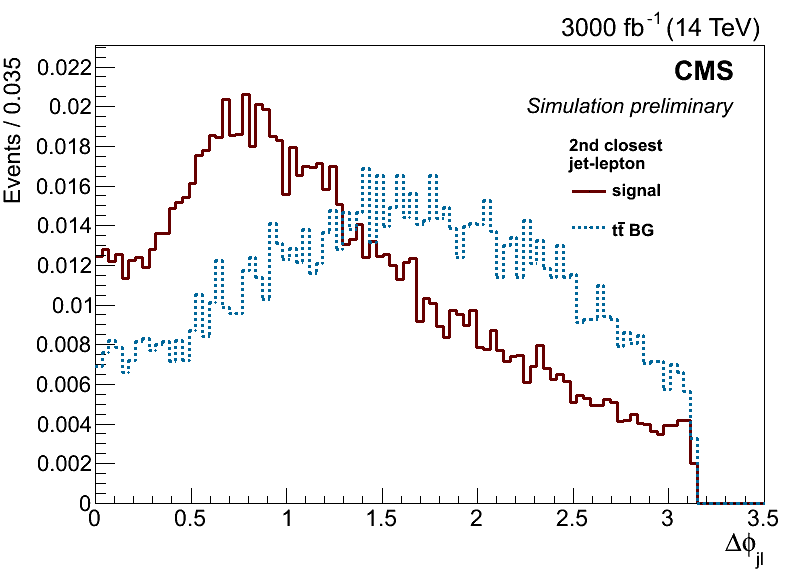 3000 fb⁻¹ (14 TeV)
Events / 0.035
CMS
Simulation preliminary
2nd closest
jet-lepton
signal
tt̄ BG
0.022
0.02
0.018
0.016
0.014
0.012
0.01
0.008
0.006
0.004
0.002
0
0 0.5 1 1.5 2 2.5 3 3.5
Δϕjl